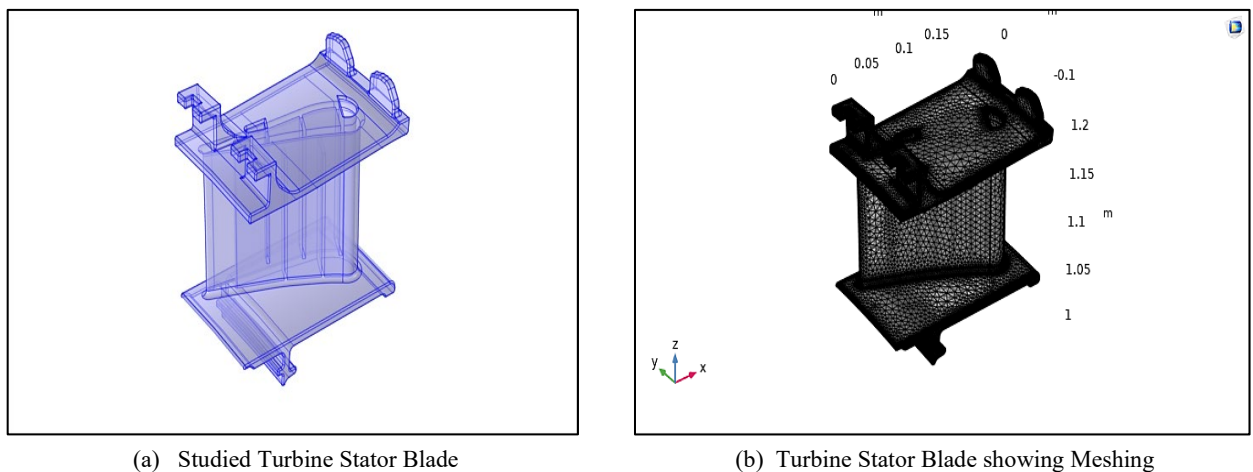 m m
0 0.05 0.1 0.15 0
-0.1
1.2
1.15
1.1 m
1.05
1
z
y x
(a) Studied Turbine Stator Blade
(b) Turbine Stator Blade showing Meshing